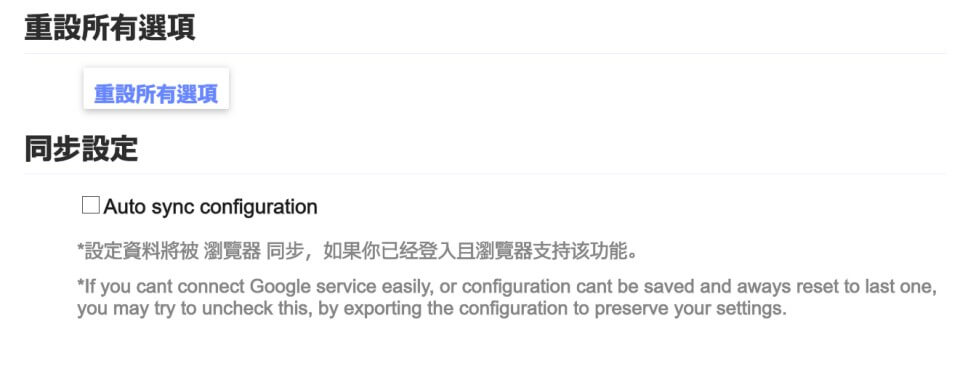 重設所有選項
重設所有選項
同步設定
Auto sync configuration
*設定資料將被 瀏覽器 同步，如果你已经登入且瀏覽器支持该功能。
*If you cant connect Google service easily, or configuration cant be saved and aways reset to last one,
you may try to uncheck this, by exporting the configuration to preserve your settings.